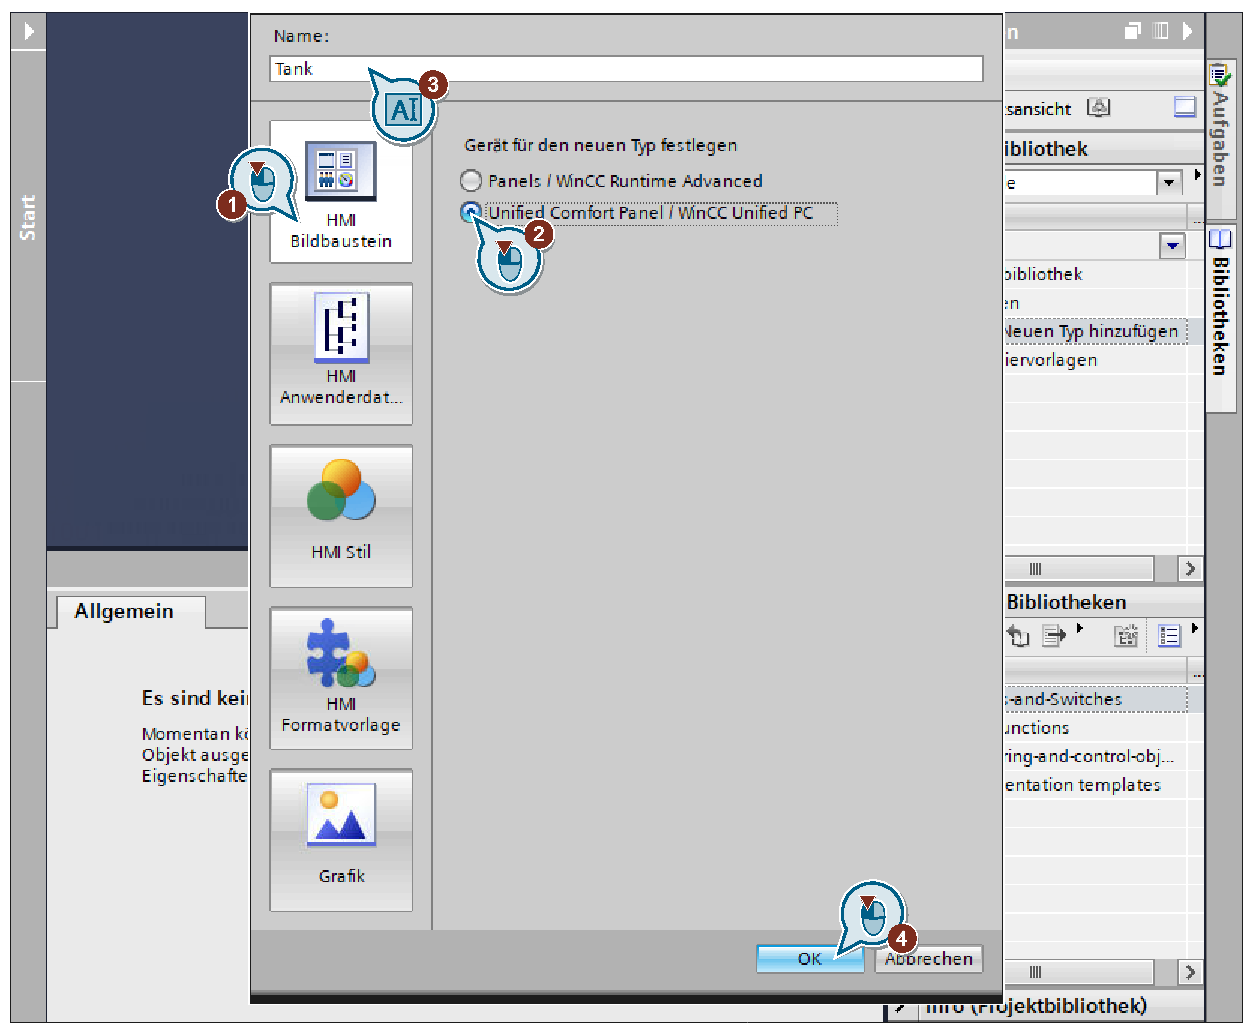 Name:
Tank
3
AI
Gerät für den neuen Typ festlegen
Panels / WinCC Runtime Advanced
Unified Comfort Panel / WinCC Unified PC
2
1
HMI
Bildbaustein
HMI
Anwenderdat...
HMI Stil
HMI
Formatvorlage
Grafik
4
OK
Abbrechen
Start
Allgemein
Es sind kei
Momentan kö
Objekt ausge
Eigenschafte
n
sansicht
ibliothek
e
...
bibliothek
en
Neuen Typ hinzufügen
iervorlagen
Bibliotheken
...
s-and-Switches
unctions
ring-and-control-obj...
entation templates
Info (Projektbibliothek)
Aufgaben
Bibliotheken